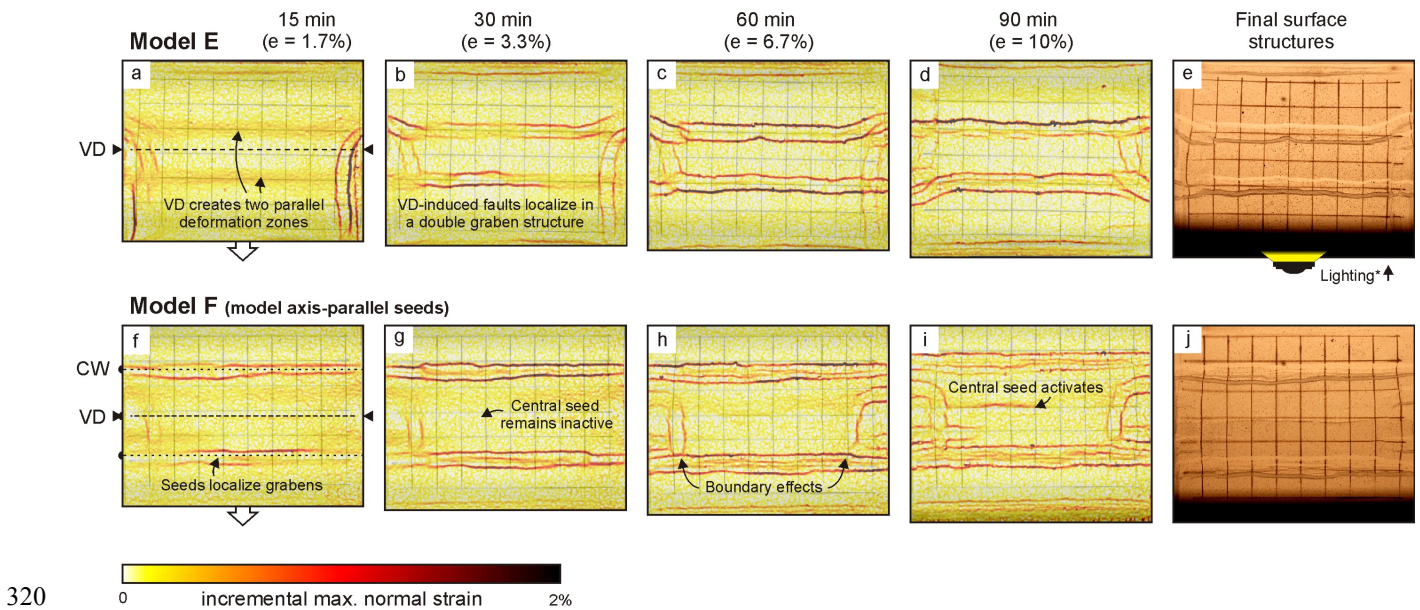 15 min
30 min
60 min
90 min
Final surface
Model E
(e = 1.7%)
(e = 3.3%)
(e = 6.7%)
(e = 10%)
structures
a
b
c
d
e
VD
VD creates two parallel
deformation zones
VD-induced faults localize in
a double graben structure
Lighting*
Model F (model axis-parallel seeds)
f
g
h
i
j
CW
VD
Seeds localize grabens
Central seed
remains inactive
Boundary effects
Central seed activates
320
0
incremental max. normal strain
2%